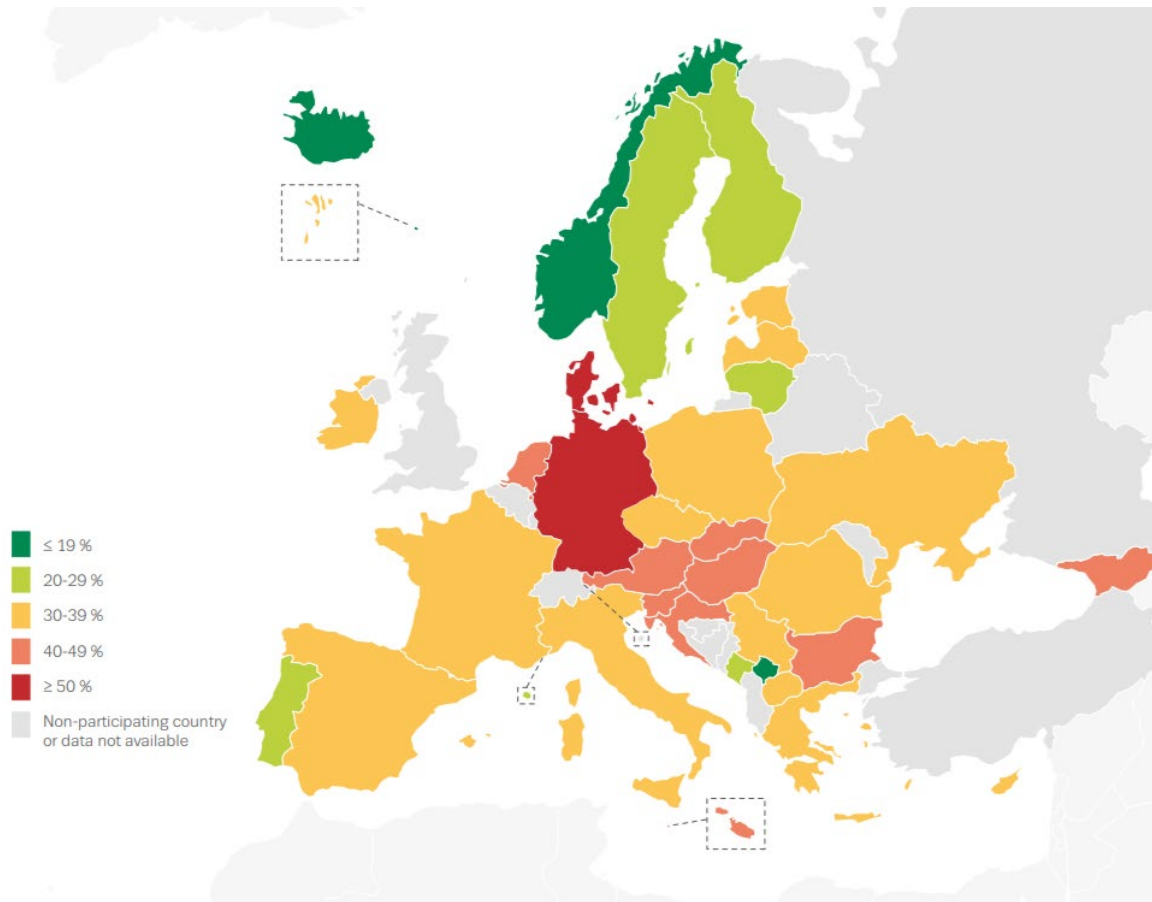 ≤ 19 %
20-29 %
30-39 %
40-49 %
≥ 50 %
Non-participating country
or data not available